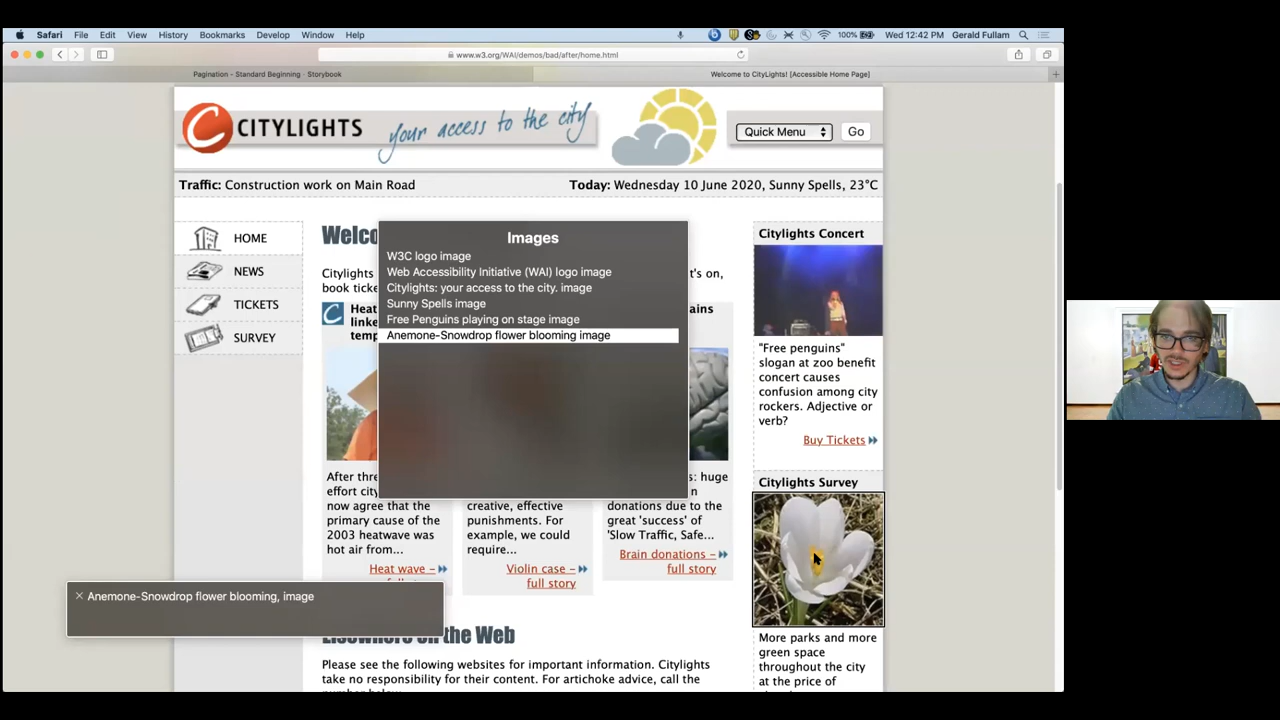 Safari File Edit View History Bookmarks Develop Window Help
100% Wed 12:42 PM Gerald Fullam
www.w3.org/WAI/demos/bad/after/home.html
Pagination - Standard Beginning · Storybook
Welcome to CityLights! [Accessible Home Page]
CITYLIGHTS
your access to the city
Quick Menu
Go
Traffic: Construction work on Main Road
Today: Wednesday 10 June 2020, Sunny Spells, 23°C
HOME
NEWS
TICKETS
SURVEY
Images
W3C logo image
Web Accessibility Initiative (WAI) logo image
Citylights: your access to the city. image
Sunny Spells image
Free Penguins playing on stage image
Anemone-Snowdrop flower blooming image
Citylights
book
Heat
After
effort
now agree that the
primary cause of the
2003 heatwave was
hot air from...
Heat wave –
creative, effective
punishments. For
example, we could
require...
Violin case –
full story
huge
donations due to the
great 'success' of
'Slow Traffic, Safe...
Brain donations –
full story
Citylights Concert
"Free penguins"
slogan at zoo benefit
concert causes
confusion among city
rockers. Adjective or
verb?
Buy Tickets
Citylights Survey
More parks and more
green space
throughout the city
at the price of
Anemone-Snowdrop flower blooming, image
Elsewhere on the Web
Please see the following websites for important information. Citylights
take no responsibility for their content. For artichoke advice, call the